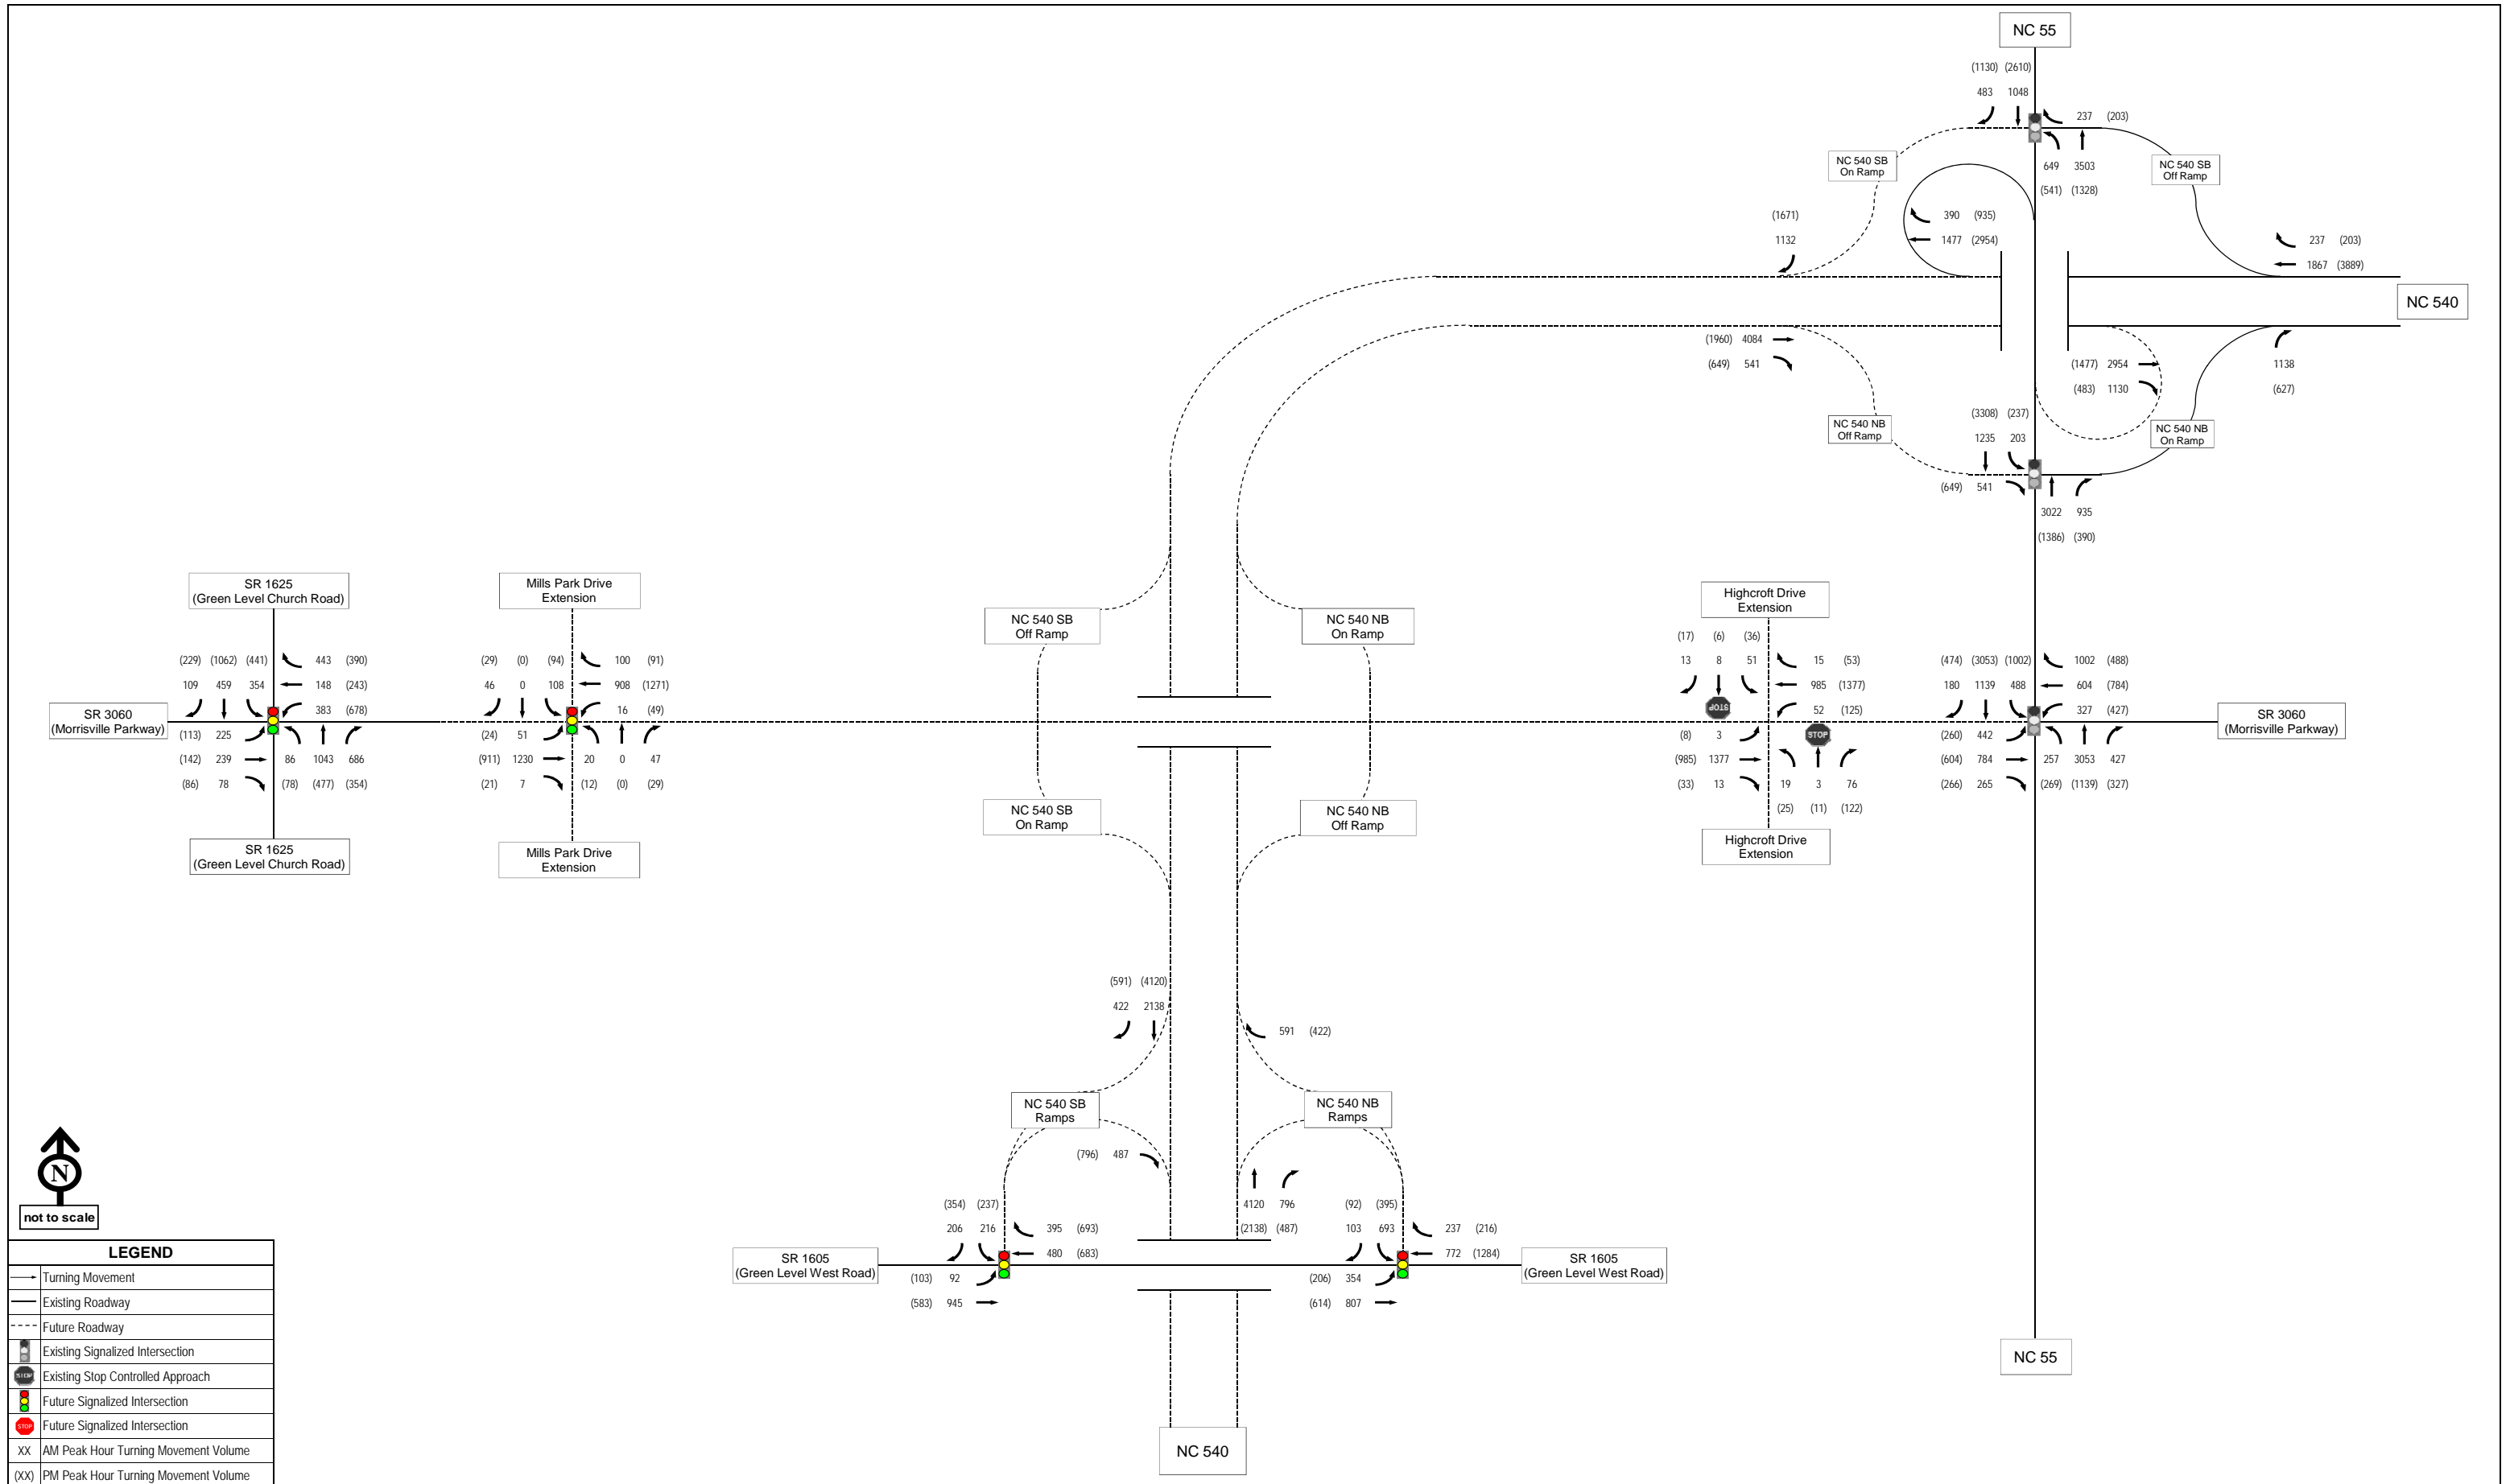 NC 55
(1130) (2610)
483 1048
237 (203)
649 3503
(541) (1328)
NC 540 SB
On Ramp
NC 540 SB
Off Ramp
(1671)
1132
390 (935)
1477 (2954)
237 (203)
1867 (3889)
NC 540
(1960) 4084
(649) 541
(1477) 2954
(483) 1130
1138
(627)
NC 540 NB
Off Ramp
NC 540 NB
On Ramp
(3308) (237)
1235 203
(649) 541
3022 935
(1386) (390)
SR 1625
(Green Level Church Road)
(229) (1062) (441)
109 459 354
443 (390)
148 (243)
383 (678)
SR 3060
(Morrisville Parkway)
(113) 225
(142) 239
(86) 78
86 1043 686
(78) (477) (354)
SR 1625
(Green Level Church Road)
Mills Park Drive
Extension
(29) (0) (94)
46 0 108
100 (91)
908 (1271)
16 (49)
(24) 51
(911) 1230
(21) 7
20 0 47
(12) (0) (29)
Mills Park Drive
Extension
NC 540 SB
Off Ramp
NC 540 NB
On Ramp
NC 540 SB
On Ramp
NC 540 NB
Off Ramp
Highcroft Drive
Extension
(17) (6) (36)
13 8 51
15 (53)
985 (1377)
52 (125)
STOP
STOP
(8) 3
(985) 1377
(33) 13
19 3 76
(25) (11) (122)
Highcroft Drive
Extension
(474) (3053) (1002)
180 1139 488
1002 (488)
604 (784)
327 (427)
SR 3060
(Morrisville Parkway)
(260) 442
(604) 784
(266) 265
257 3053 427
(269) (1139) (327)
(591) (4120)
422 2138
591 (422)
NC 540 SB
Ramps
NC 540 NB
Ramps
(796) 487
4120 796
(2138) (487)
(354) (237)
206 216
395 (693)
480 (683)
SR 1605
(Green Level West Road)
(103) 92
(583) 945
(92) (395)
103 693
237 (216)
772 (1284)
SR 1605
(Green Level West Road)
(206) 354
(614) 807
NC 55
NC 540
N
not to scale
LEGEND
Turning Movement
Existing Roadway
Future Roadway
Existing Signalized Intersection
STOP Existing Stop Controlled Approach
Future Signalized Intersection
STOP Future Signalized Intersection
XX AM Peak Hour Turning Movement Volume
(XX) PM Peak Hour Turning Movement Volume